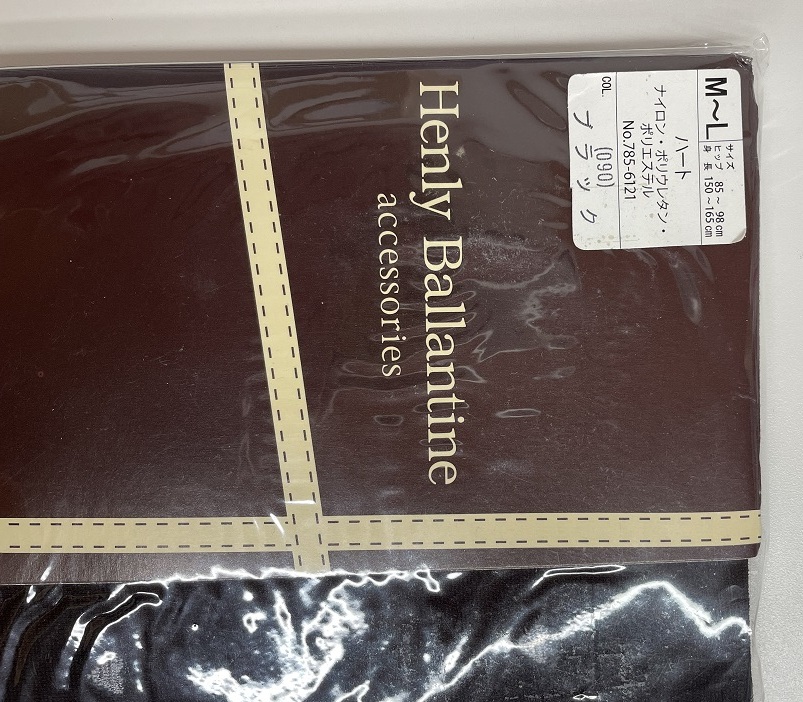 Henly Ballantine
accessories
M～L
サイズ
ヒップ 85～98cm
身長 150～165cm
ハート
ナイロン・ポリウレタン・
ポリエステル
No.785-6121
COL.
(090)
ブラック